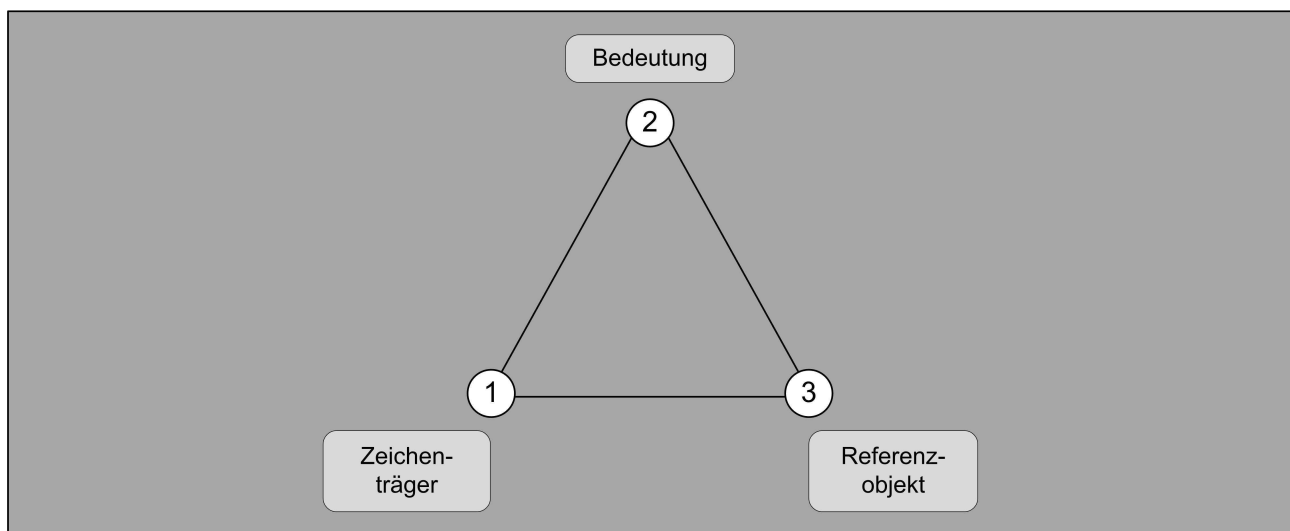 Bedeutung
2
1
3
Zeichen-
träger
Referenz-
objekt